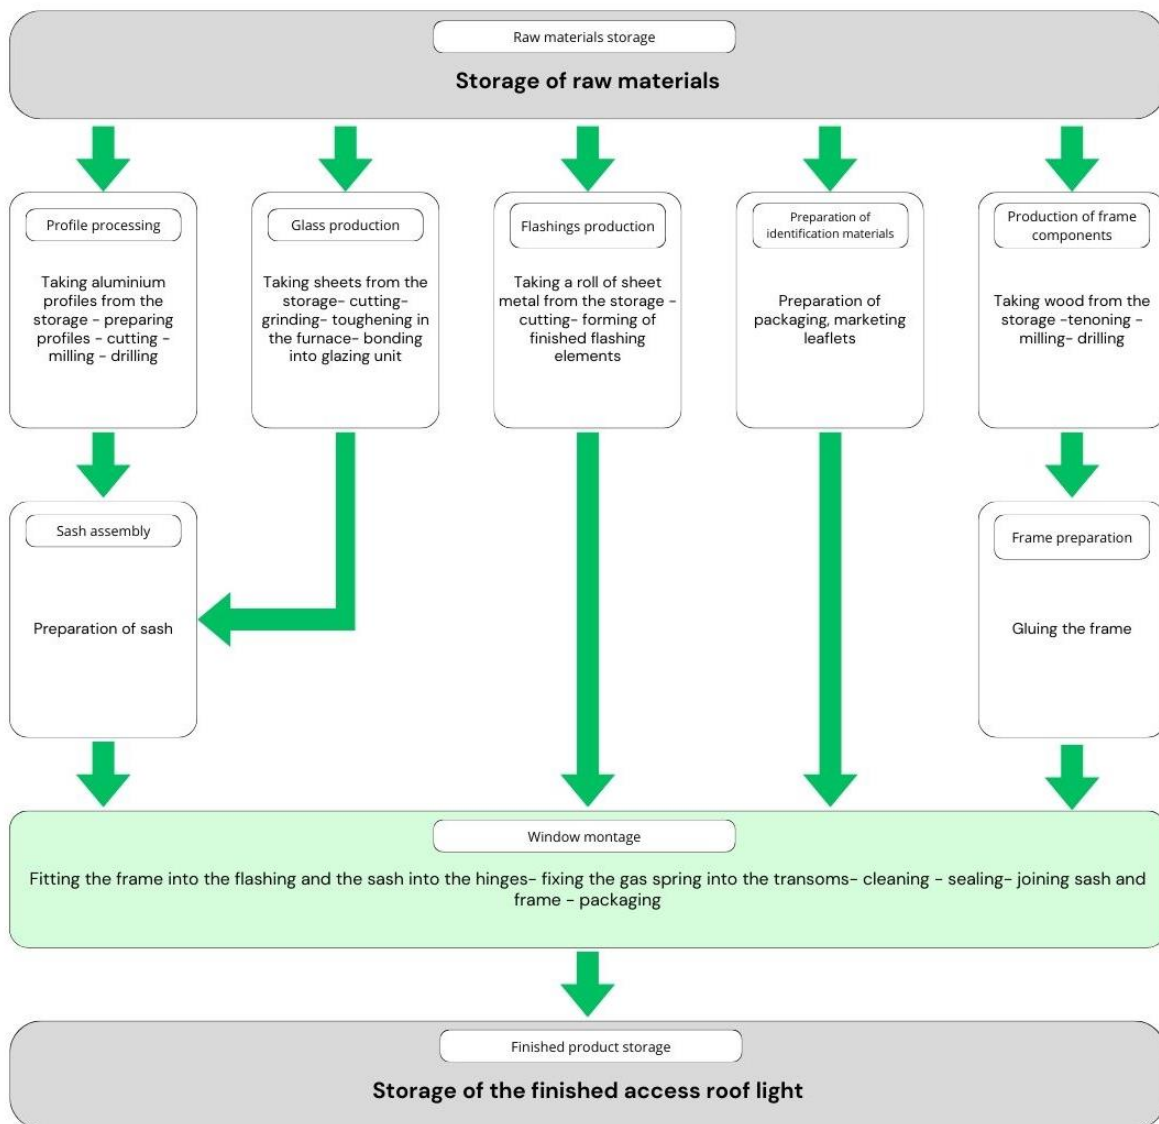 Raw materials storage
Storage of raw materials
Profile processing
Taking aluminium
profiles from the
storage - preparing
profiles - cutting -
milling - drilling
Glass production
Taking sheets from the
storage- cutting-
grinding- toughening in
the furnace- bonding
into glazing unit
Flashings production
Taking a roll of sheet
metal from the storage -
cutting- forming of
finished flashing
elements
Preparation of
identification materials
Preparation of
packaging, marketing
leaflets
Production of frame
components
Taking wood from the
storage -tenoning -
milling- drilling
Sash assembly
Preparation of sash
Frame preparation
Gluing the frame
Window montage
Fitting the frame into the flashing and the sash into the hinges- fixing the gas spring into the transoms- cleaning - sealing- joining sash and
frame - packaging
Finished product storage
Storage of the finished access roof light